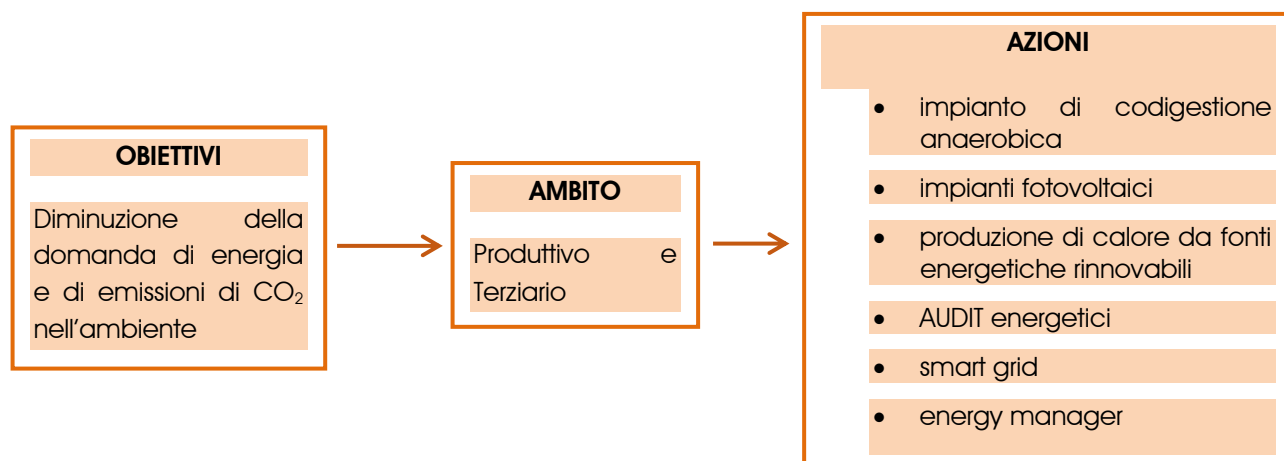 OBIETTIVI
Diminuzione della
domanda di energia
e di emissioni di CO₂
nell'ambiente
AMBITO
Produttivo e
Terziario
AZIONI
• impianto di codigestione
anaerobica
• impianti fotovoltaici
• produzione di calore da fonti
energetiche rinnovabili
• AUDIT energetici
• smart grid
• energy manager